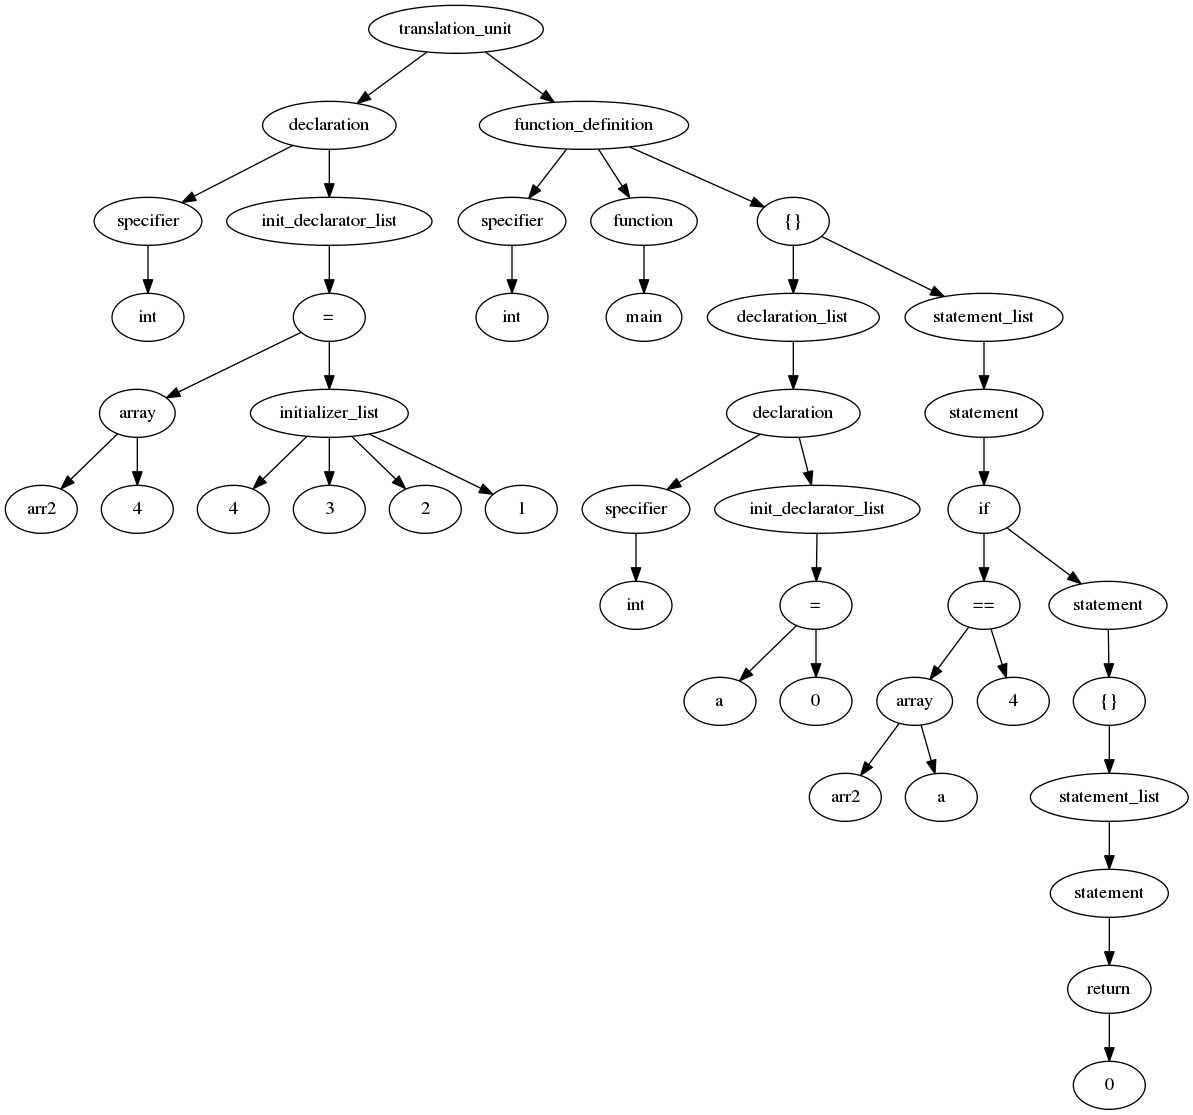 translation_unit
declaration function_definition
specifier init_declarator_list specifier function {}
int = int main declaration_list statement_list
array initializer_list declaration statement
arr2 4 4 3 2 1 specifier init_declarator_list if
int = == statement
a 0 array 4 {}
arr2 a statement_list
statement
return
0